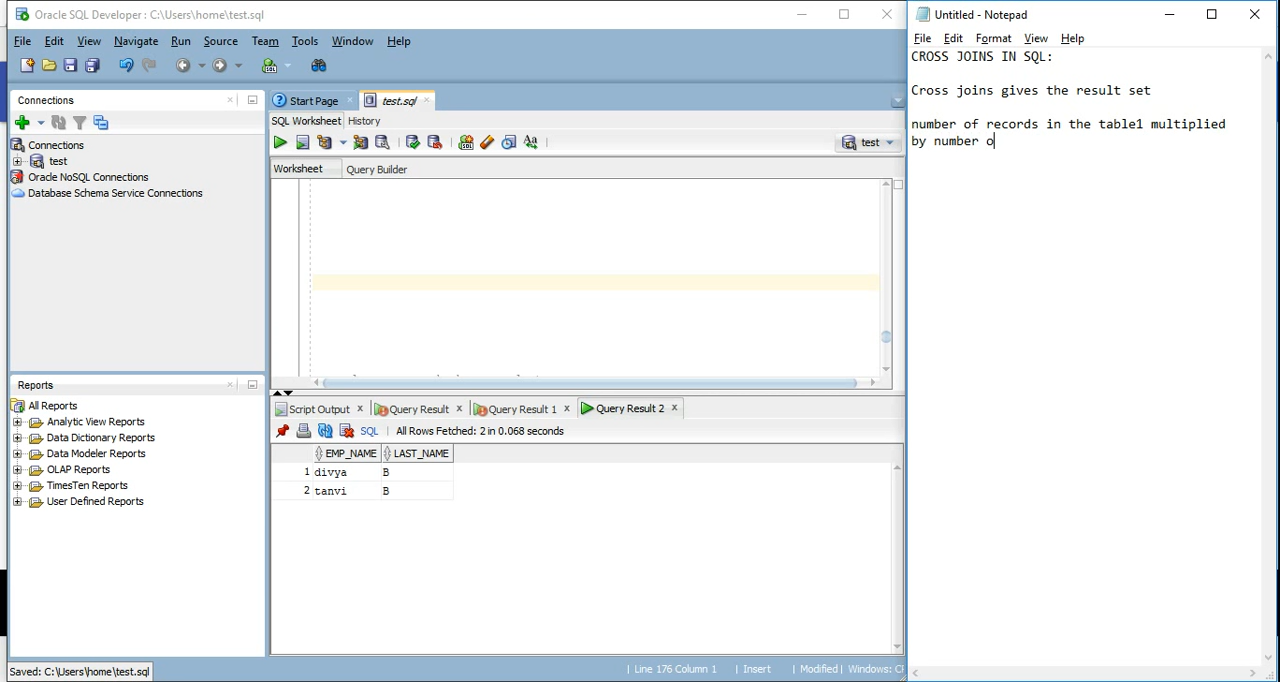 Oracle SQL Developer : C:\Users\home\test.sql
File Edit View Navigate Run Source Team Tools Window Help
Connections
Connections
test
Oracle NoSQL Connections
Database Schema Service Connections
Reports
All Reports
Analytic View Reports
Data Dictionary Reports
Data Modeler Reports
OLAP Reports
TimesTen Reports
User Defined Reports
Start Page test.sql
SQL Worksheet History
test
Worksheet Query Builder
Script Output Query Result Query Result 1 Query Result 2
SQL All Rows Fetched: 2 in 0.068 seconds
EMP_NAME LAST_NAME
1 divya B
2 tanvi B
Saved: C:\Users\home\test.sql
Line 176 Column 1 Insert Modified Windows: CR
Untitled - Notepad
File Edit Format View Help
CROSS JOINS IN SQL:
Cross joins gives the result set
number of records in the table1 multiplied
by number o